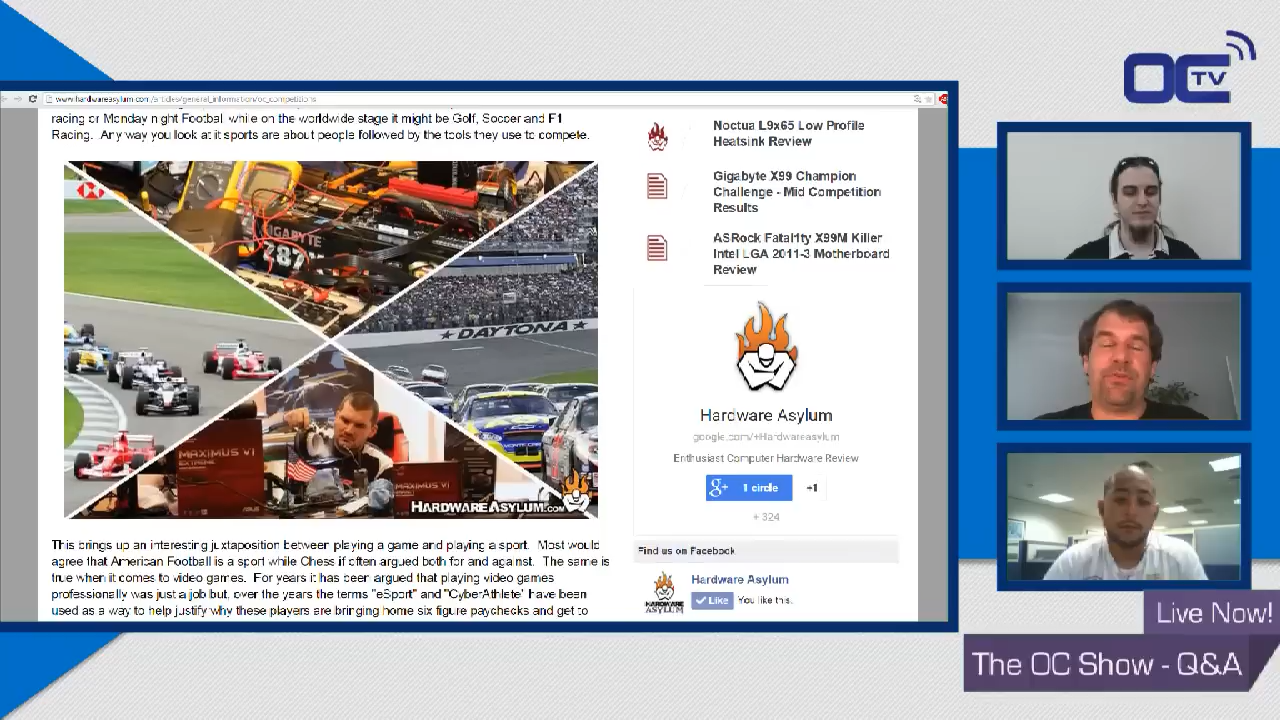 OC
TV
www.hardwareasylum.com/articles/general_information/oc_competitions
racing or Monday night Football while on the worldwide stage it might be Golf, Soccer and F1
Racing. Any way you look at it sports are about people followed by the tools they use to compete.
GIGABYTE
Z87
DAYTONA
MAXIMUS VI
EXTREME
MAXIMUS VI
HARDWAREASYLUM.COM
This brings up an interesting juxtaposition between playing a game and playing a sport. Most would
agree that American Football is a sport while Chess if often argued both for and against. The same is
true when it comes to video games. For years it has been argued that playing video games
professionally was just a job but, over the years the terms "eSport" and "CyberAthlete" have been
used as a way to help justify why these players are bringing home six figure paychecks and get to
Noctua L9x65 Low Profile
Heatsink Review
Gigabyte X99 Champion
Challenge - Mid Competition
Results
ASRock Fatal1ty X99M Killer
Intel LGA 2011-3 Motherboard
Review
Hardware Asylum
google.com/+Hardwareasylum
Enthusiast Computer Hardware Review
g+ 1 circle +1
+ 324
Find us on Facebook
Hardware Asylum
HARDWARE
ASYLUM
Like You like this.
Live Now!
The OC Show - Q&A